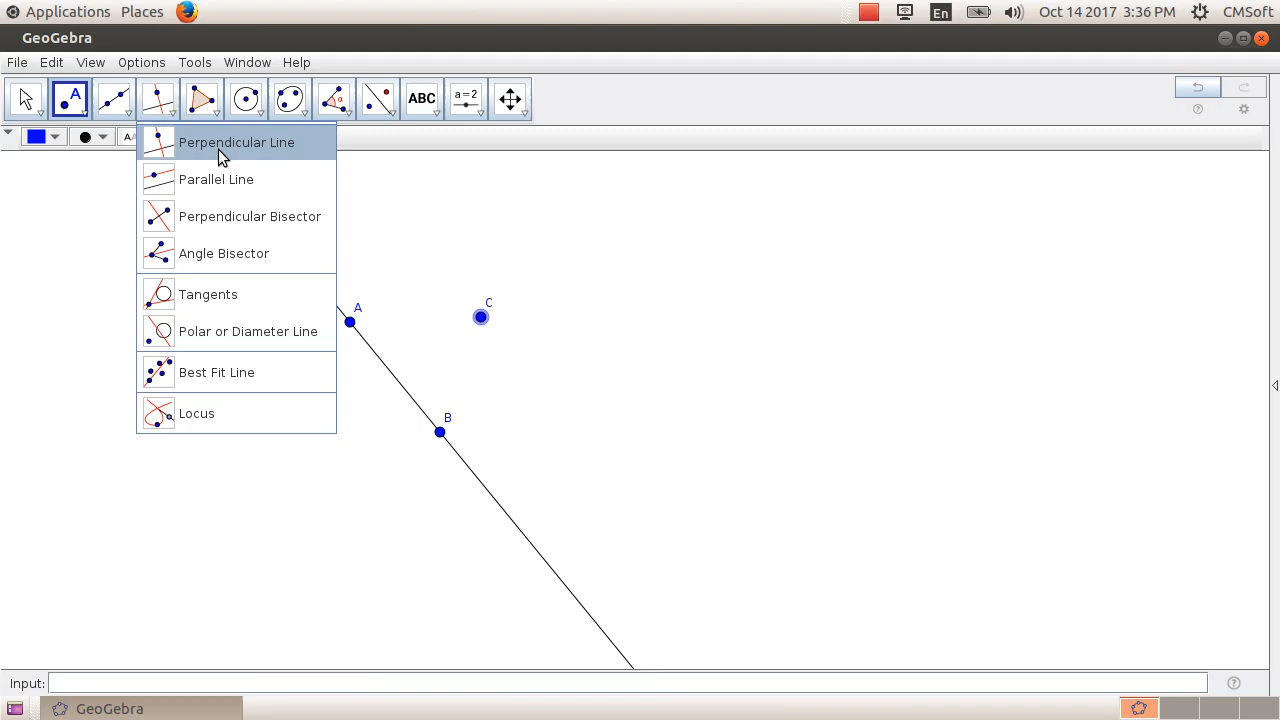 Applications Places En Oct 14 2017 3:36 PM CMSoft
GeoGebra
File Edit View Options Tools Window Help
A α ABC a=2
Perpendicular Line
Parallel Line
Perpendicular Bisector
Angle Bisector
Tangents
Polar or Diameter Line
Best Fit Line
Locus
A
C
B
Input:
GeoGebra